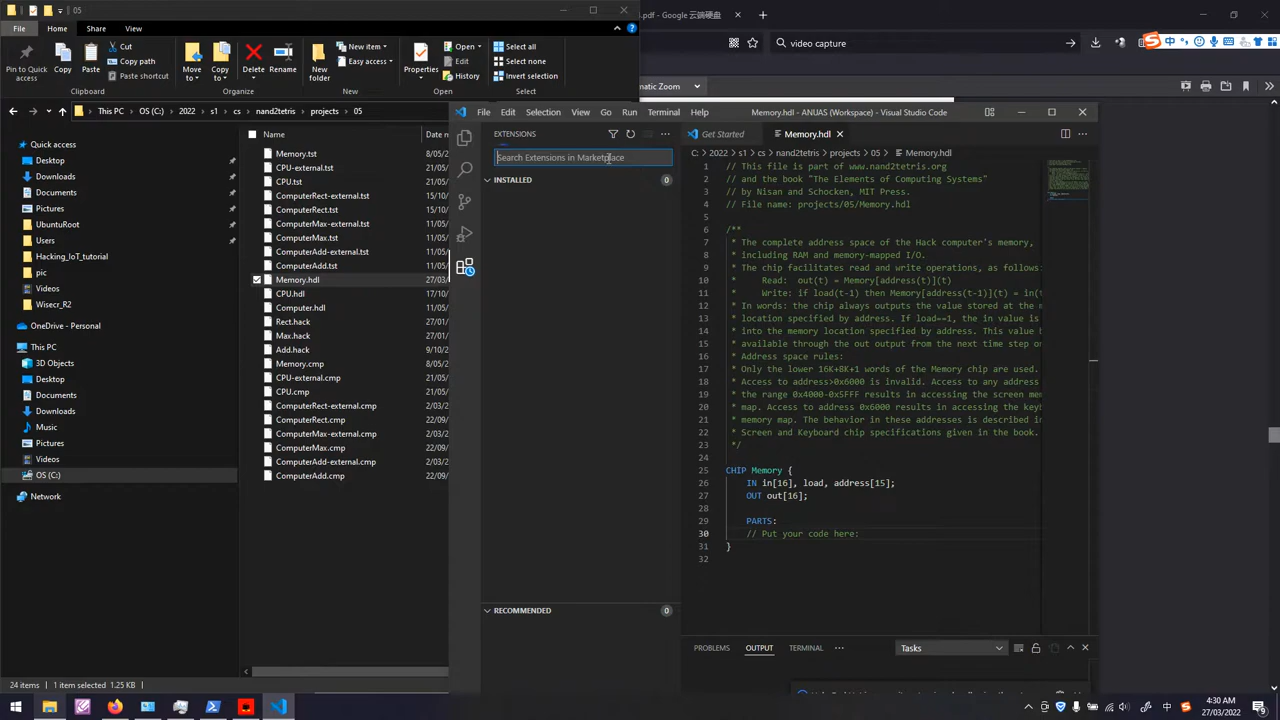 05
.pdf - Google 云端硬盘
File
Home
Share
View
Pin to Quick access
Copy
Paste
Cut
Copy path
Paste shortcut
Move to
Copy to
Delete
Rename
New folder
New item
Easy access
Properties
Open
Edit
History
Select all
Select none
Invert selection
Clipboard
Organize
New
Open
Select
video capture
中
matic Zoom
This PC
OS (C:)
2022
s1
cs
nand2tetris
projects
05
Quick access
Desktop
Downloads
Documents
Pictures
UbuntuRoot
Users
Hacking_IoT_tutorial
pic
Videos
Wisecr_R2
OneDrive - Personal
This PC
3D Objects
Desktop
Documents
Downloads
Music
Pictures
Videos
OS (C:)
Network
Name
Memory.tst 8/05/
CPU-external.tst 21/05/
CPU.tst 21/05/
ComputerRect-external.tst 15/10/
ComputerRect.tst 15/10/
ComputerMax-external.tst 11/05/
ComputerMax.tst 11/05/
ComputerAdd-external.tst 11/05/
ComputerAdd.tst 11/05/
Memory.hdl 27/03/
CPU.hdl 17/10/
Computer.hdl 11/05/
Rect.hack 27/01/
Max.hack 27/01/
Add.hack 9/10/
Memory.cmp 8/05/
CPU-external.cmp 21/05/
CPU.cmp 21/05/
ComputerRect-external.cmp 2/03/
ComputerRect.cmp 22/09/
ComputerMax-external.cmp 2/03/
ComputerMax.cmp 22/09/
ComputerAdd-external.cmp 2/03/
ComputerAdd.cmp 22/09/
24 items 1 item selected 1.25 KB
File Edit Selection View Go Run Terminal Help
Memory.hdl - ANUAS (Workspace) - Visual Studio Code
EXTENSIONS
Search Extensions in Marketplace
INSTALLED 0
RECOMMENDED 0
Get Started
Memory.hdl
C: > 2022 > s1 > cs > nand2tetris > projects > 05 > Memory.hdl
1 // This file is part of www.nand2tetris.org
2 // and the book "The Elements of Computing Systems"
3 // by Nisan and Schocken, MIT Press.
4 // File name: projects/05/Memory.hdl
5
6 /**
7 * The complete address space of the Hack computer's memory,
8 * including RAM and memory-mapped I/O.
9 * The chip facilitates read and write operations, as follows:
10 * Read: out(t) = Memory[address(t)](t)
11 * Write: if load(t-1) then Memory[address(t-1)](t) = in(t
12 * In words: the chip always outputs the value stored at the m
13 * location specified by address. If load==1, the in value is
14 * into the memory location specified by address. This value b
15 * available through the out output from the next time step on
16 * Address space rules:
17 * Only the lower 16K+8K+1 words of the Memory chip are used.
18 * Access to address>0x6000 is invalid. Access to any address
19 * the range 0x4000-0x5FFF results in accessing the screen mem
20 * map. Access to address 0x6000 results in accessing the keyb
21 * memory map. The behavior in these addresses is described in
22 * Screen and Keyboard chip specifications given in the book.
23 */
24
25 CHIP Memory {
26 IN in[16], load, address[15];
27 OUT out[16];
28
29 PARTS:
30 // Put your code here:
31 }
32
PROBLEMS OUTPUT TERMINAL
Tasks
中
4:30 AM
27/03/2022